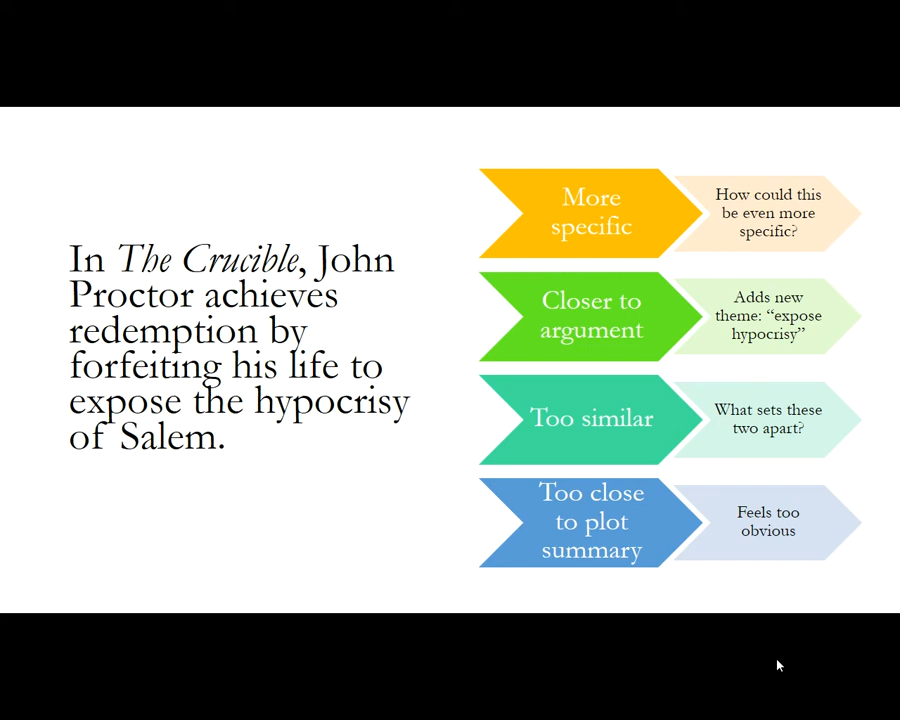 In The Crucible, John
Proctor achieves
redemption by
forfeiting his life to
expose the hypocrisy
of Salem.
More
specific
How could this
be even more
specific?
Closer to
argument
Adds new
theme: “expose
hypocrisy”
Too similar
What sets these
two apart?
Too close
to plot
summary
Feels too
obvious